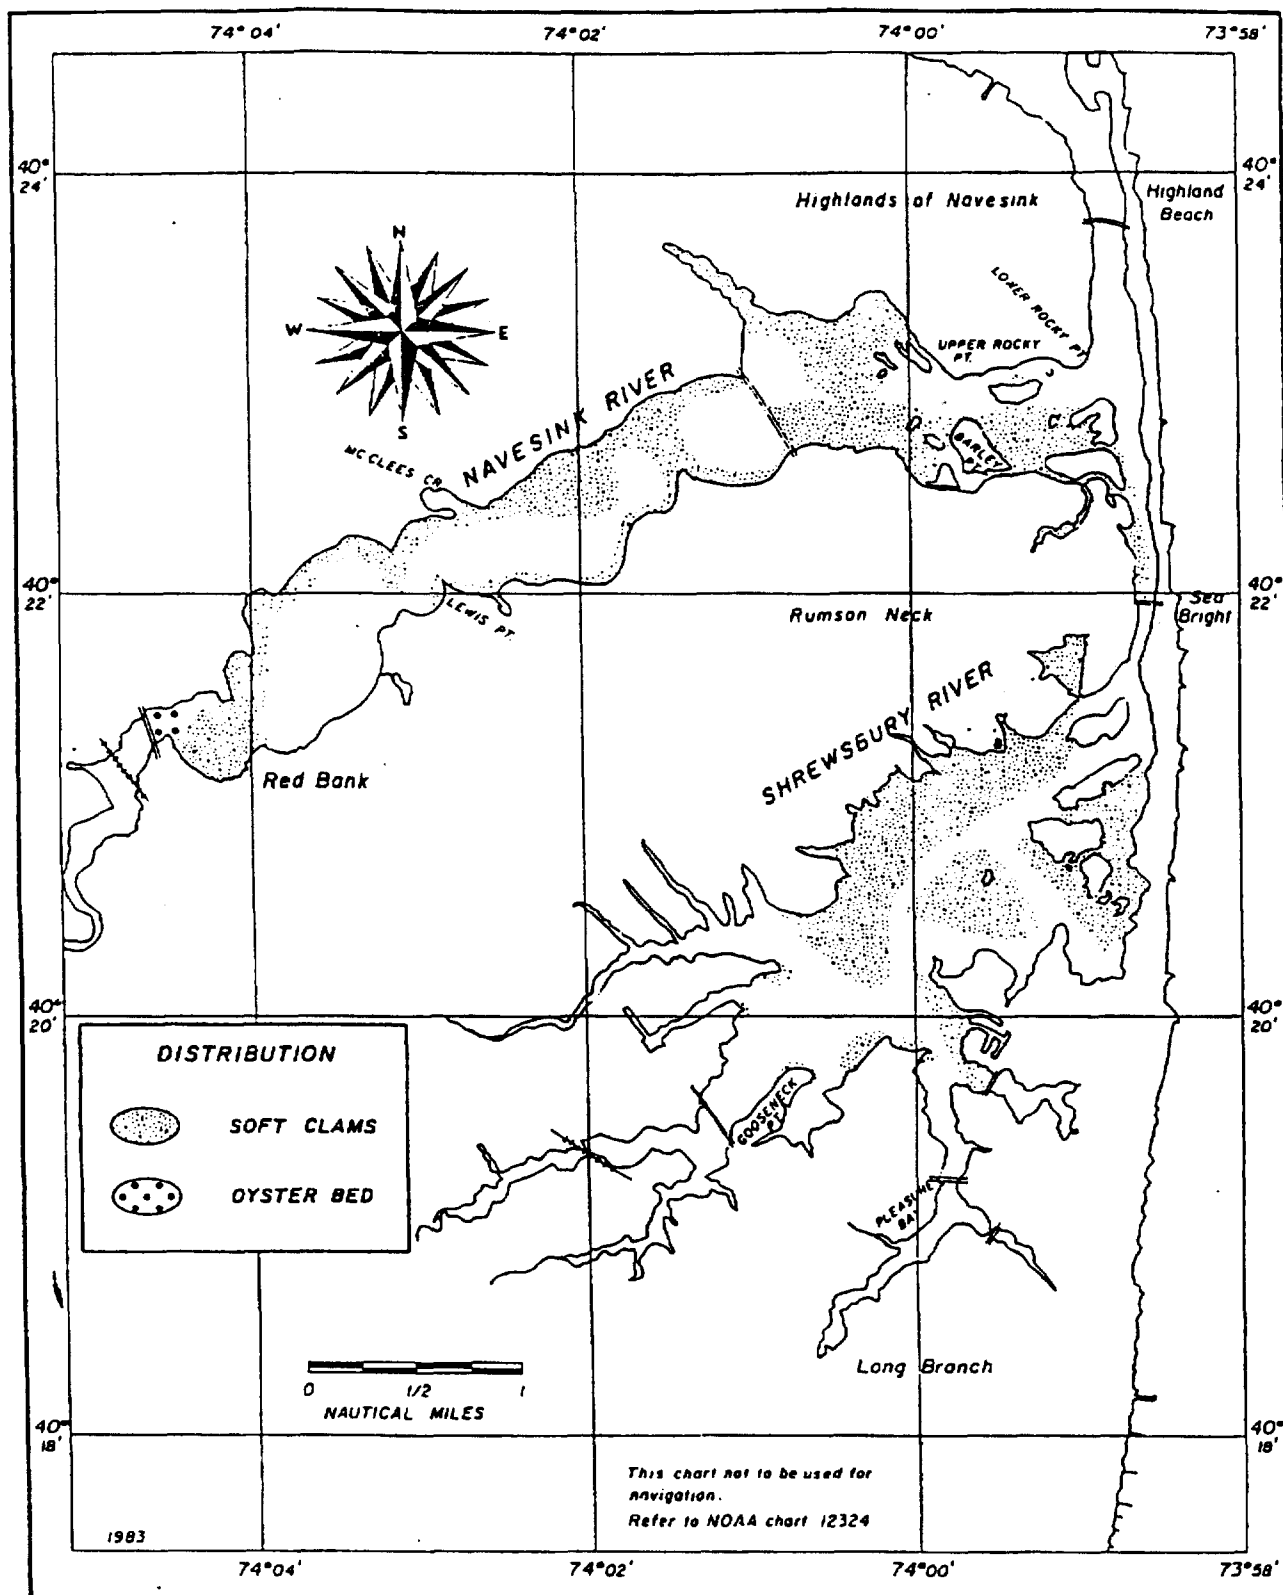 74° 04'
74° 02'
74° 00'
73° 58'
40°
24'
40°
24'
Highlands of Navesink
Highland
Beach
N
W
E
S
LOWER ROCKY PT.
UPPER ROCKY
PT.
NAVESINK RIVER
MC CLEES CR.
BARLEY
PT.
40°
22'
40°
22'
LEWIS PT.
Rumson Neck
Sea
Bright
SHREWSBURY RIVER
Red Bank
40°
20'
40°
20'
DISTRIBUTION
SOFT CLAMS
OYSTER BED
GOOSENECK
PT.
PLEASURE
BAY
Long Branch
0
1/2
1
NAUTICAL MILES
40°
18'
40°
18'
This chart not to be used for
navigation.
Refer to NOAA chart 12324
1983
74° 04'
74° 02'
74° 00'
73° 58'